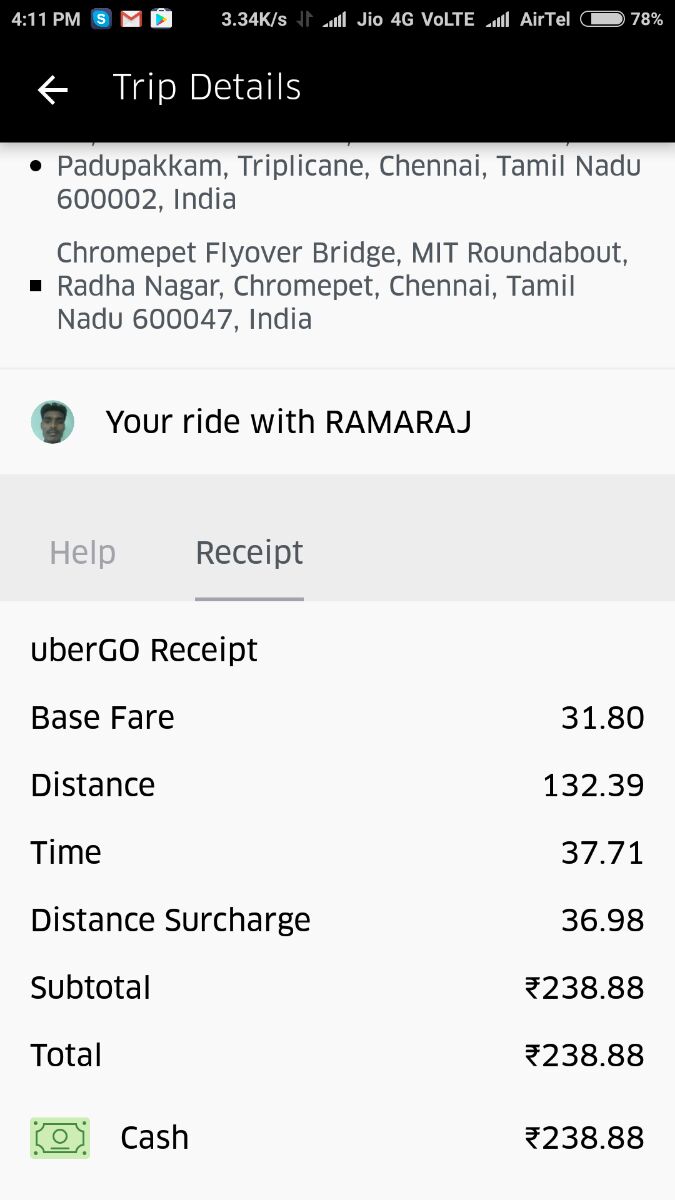 4:11 PM 3.34K/s Jio 4G VoLTE AirTel 78%
Trip Details
Padupakkam, Triplicane, Chennai, Tamil Nadu
600002, India
Chromepet Flyover Bridge, MIT Roundabout,
Radha Nagar, Chromepet, Chennai, Tamil
Nadu 600047, India
Your ride with RAMARAJ
Help Receipt
uberGO Receipt
Base Fare 31.80
Distance 132.39
Time 37.71
Distance Surcharge 36.98
Subtotal ₹238.88
Total ₹238.88
Cash ₹238.88